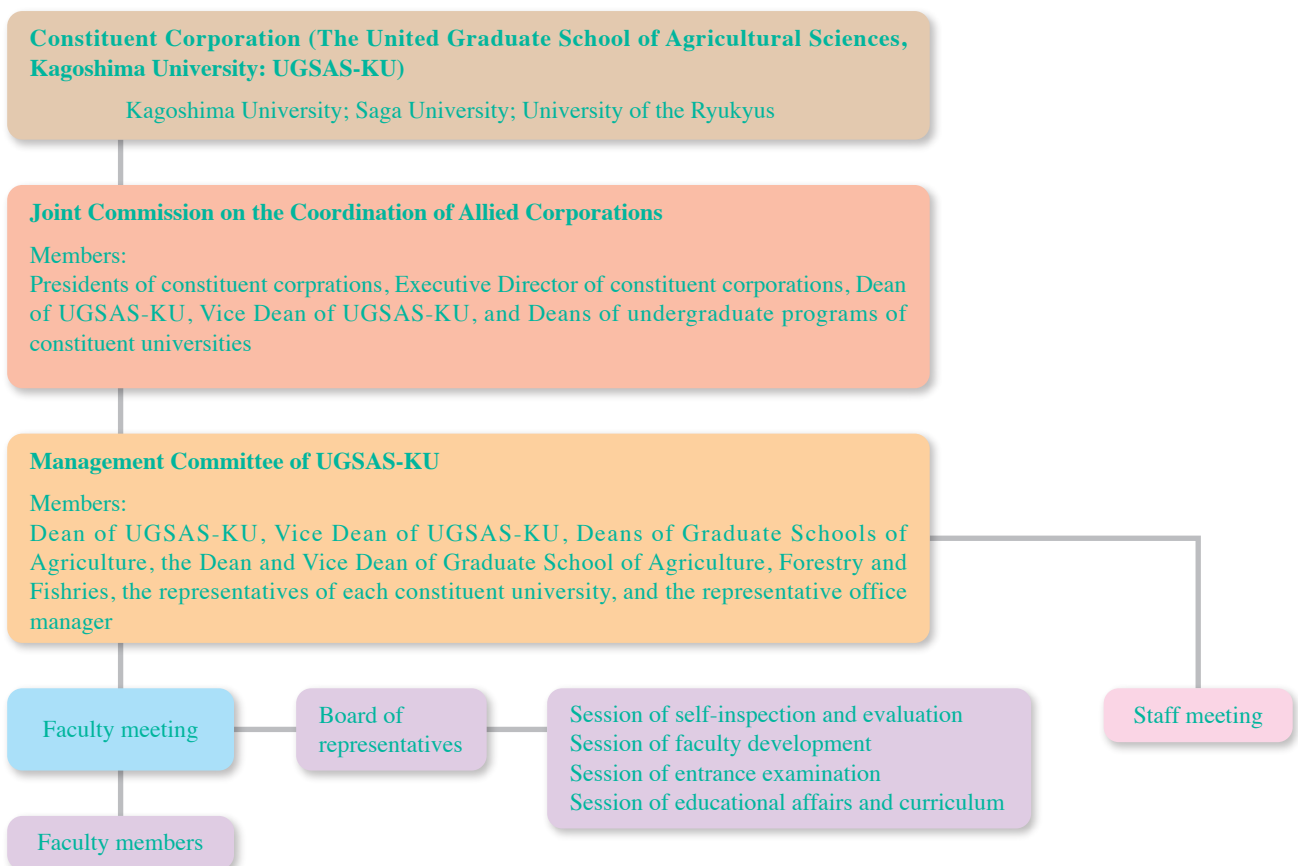 Constituent Corporation (The United Graduate School of Agricultural Sciences,
Kagoshima University: UGSAS-KU)
Kagoshima University; Saga University; University of the Ryukyus
Joint Commission on the Coordination of Allied Corporations
Members:
Presidents of constituent corprations, Executive Director of constituent corporations, Dean
of UGSAS-KU, Vice Dean of UGSAS-KU, and Deans of undergraduate programs of
constituent universities
Management Committee of UGSAS-KU
Members:
Dean of UGSAS-KU, Vice Dean of UGSAS-KU, Deans of Graduate Schools of
Agriculture, the Dean and Vice Dean of Graduate School of Agriculture, Forestry and
Fishries, the representatives of each constituent university, and the representative office
manager
Faculty meeting
Board of
representatives
Session of self-inspection and evaluation
Session of faculty development
Session of entrance examination
Session of educational affairs and curriculum
Staff meeting
Faculty members